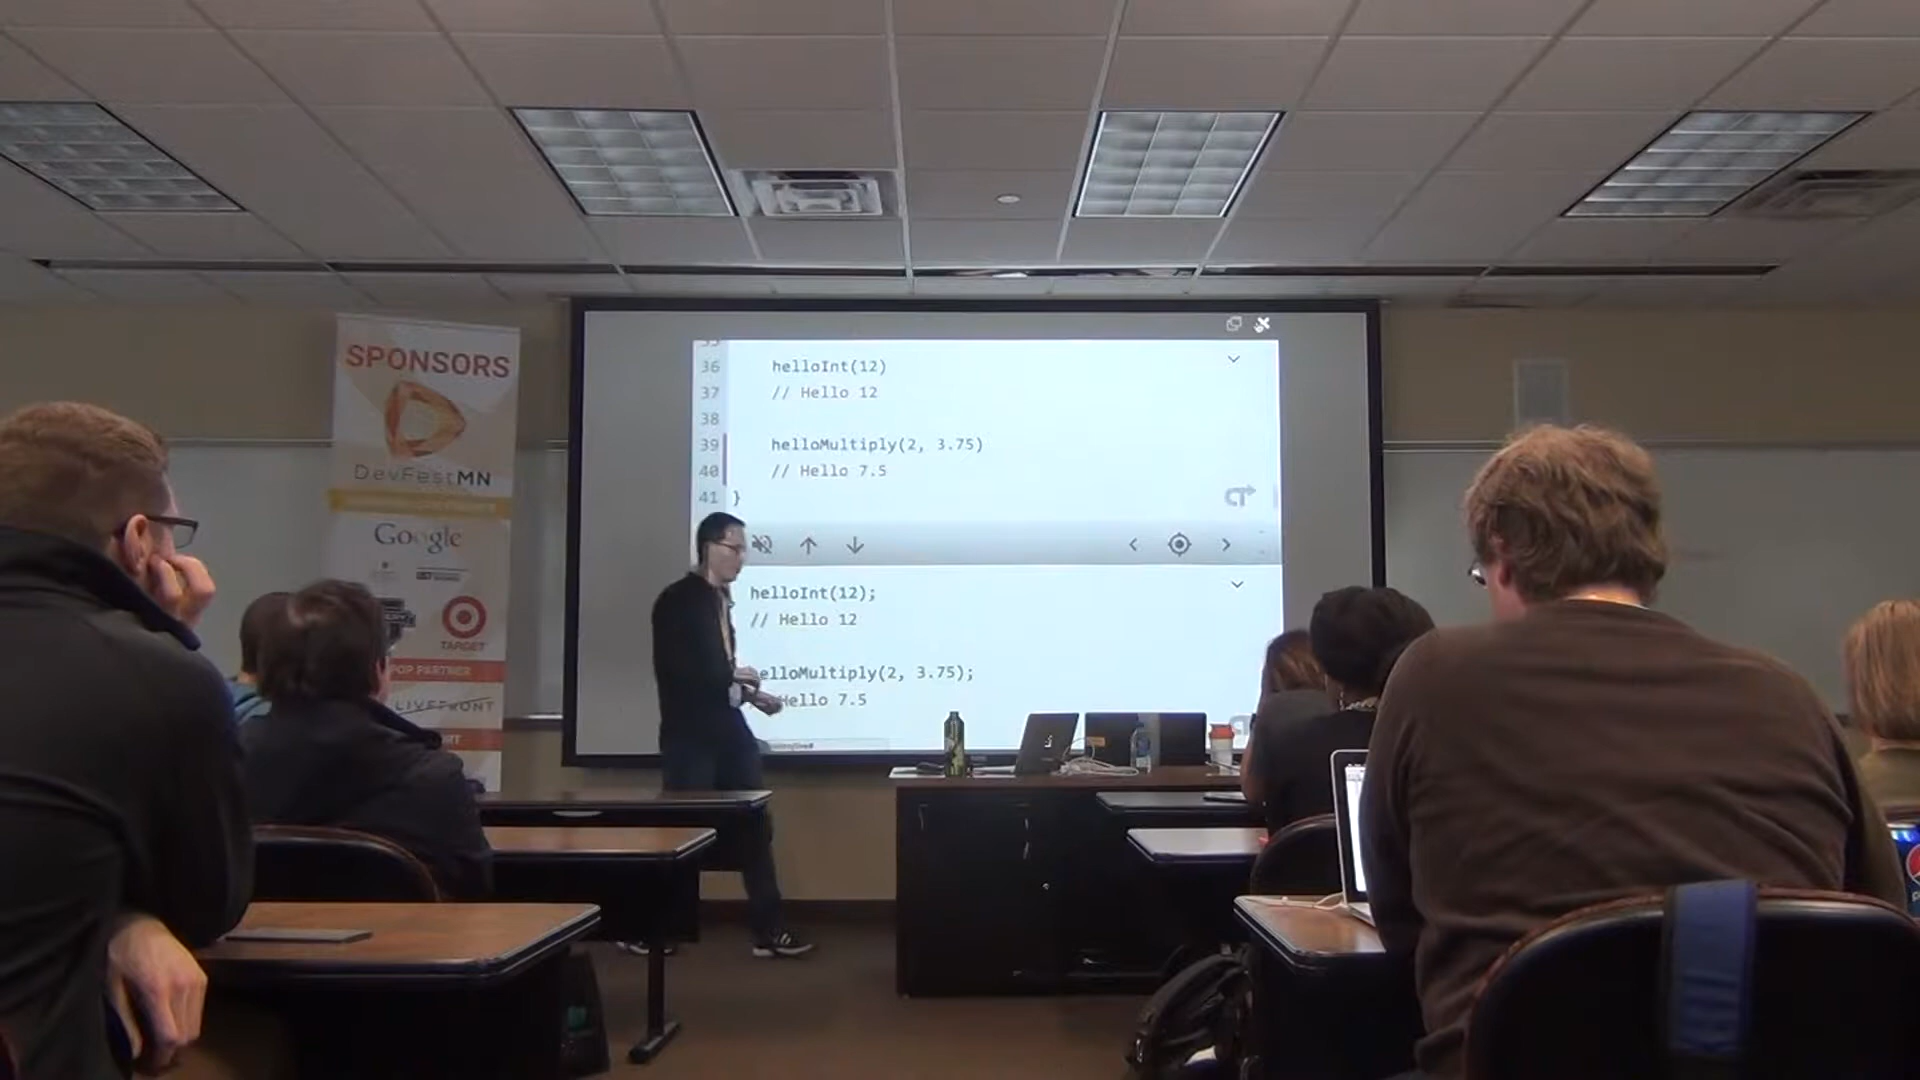 SPONSORS
DevFestMN
Google
TARGET
POP PARTNER
LIVEFRONT
36 helloInt(12)
37 // Hello 12
38
39 helloMultiply(2, 3.75)
40 // Hello 7.5
41 }
helloInt(12);
// Hello 12
elloMultiply(2, 3.75);
Hello 7.5